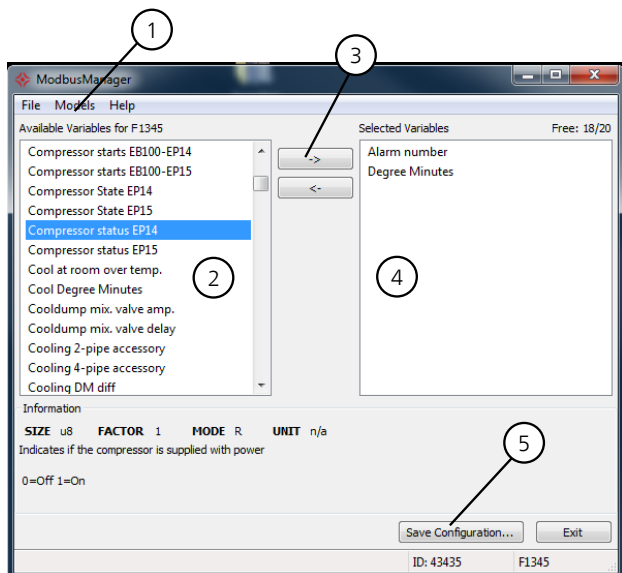 1
3
ModbusManager
File Models Help
Available Variables for F1345
Selected Variables Free: 18/20
Compressor starts EB100-EP14
Compressor starts EB100-EP15
Compressor State EP14
Compressor State EP15
Compressor status EP14
Compressor status EP15
Cool at room over temp.
Cool Degree Minutes
Cooldump mix. valve amp.
Cooldump mix. valve delay
Cooling 2-pipe accessory
Cooling 4-pipe accessory
Cooling DM diff
2
->
<-
Alarm number
Degree Minutes
4
Information
SIZE u8 FACTOR 1 MODE R UNIT n/a
Indicates if the compressor is supplied with power
0=Off 1=On
5
Save Configuration... Exit
ID: 43435 F1345